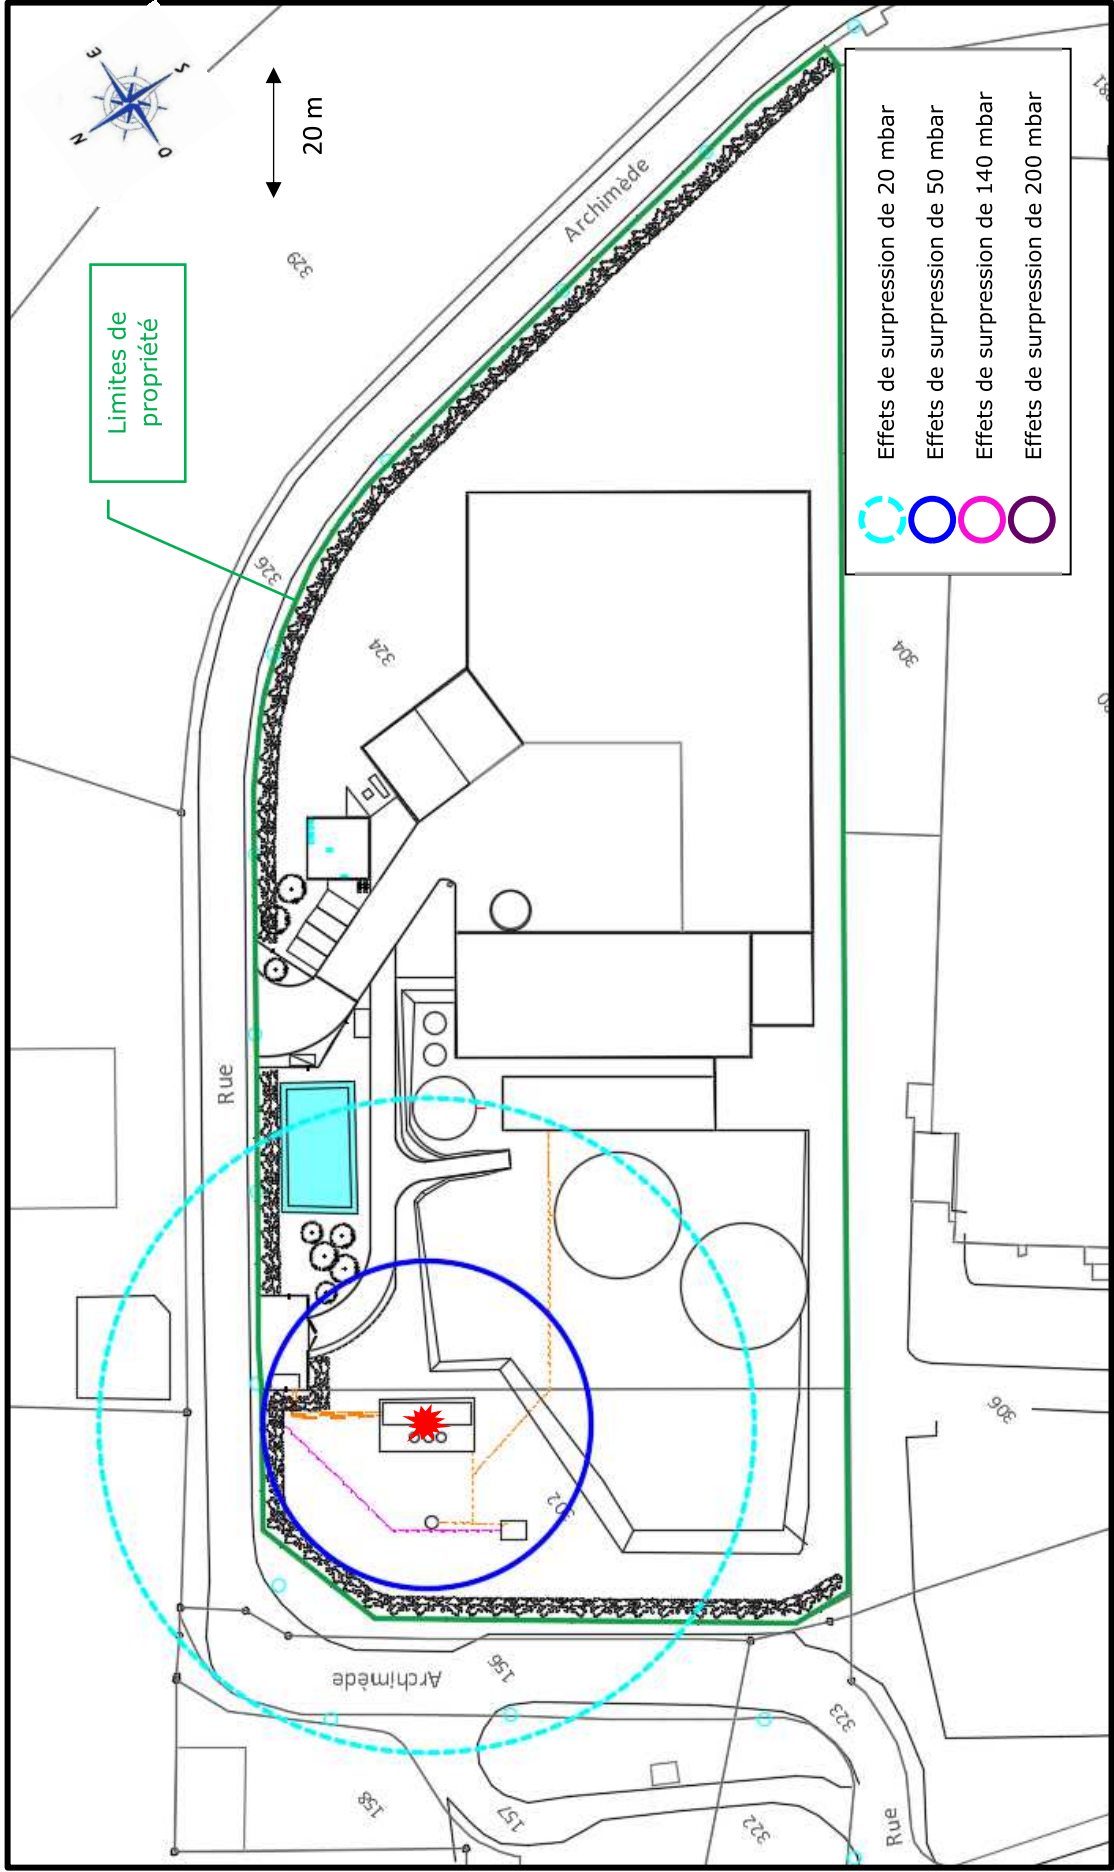 E
S
N
O
20 m
Limites de
propriété
Effets de surpression de 20 mbar
Effets de surpression de 50 mbar
Effets de surpression de 140 mbar
Effets de surpression de 200 mbar
Archimède
329
326
324
304
Rue
306
Archimède
156
158
157
322
323
Rue